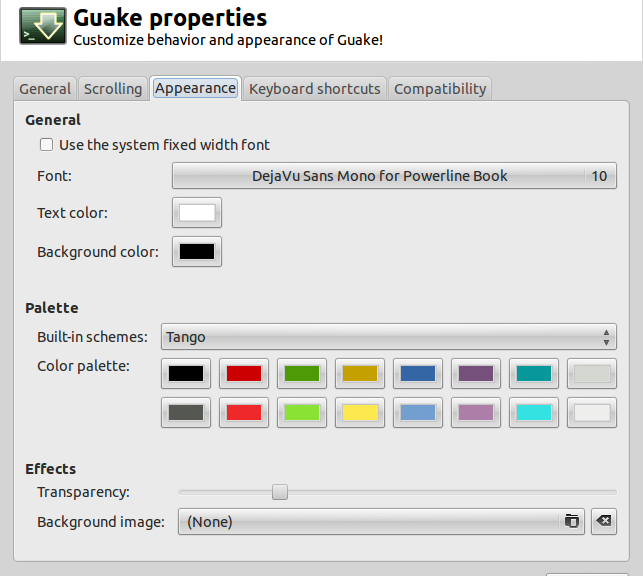 Guake properties
Customize behavior and appearance of Guake!
General Scrolling Appearance Keyboard shortcuts Compatibility
General
Use the system fixed width font
Font: DejaVu Sans Mono for Powerline Book 10
Text color:
Background color:
Palette
Built-in schemes: Tango
Color palette:
Effects
Transparency:
Background image: (None)